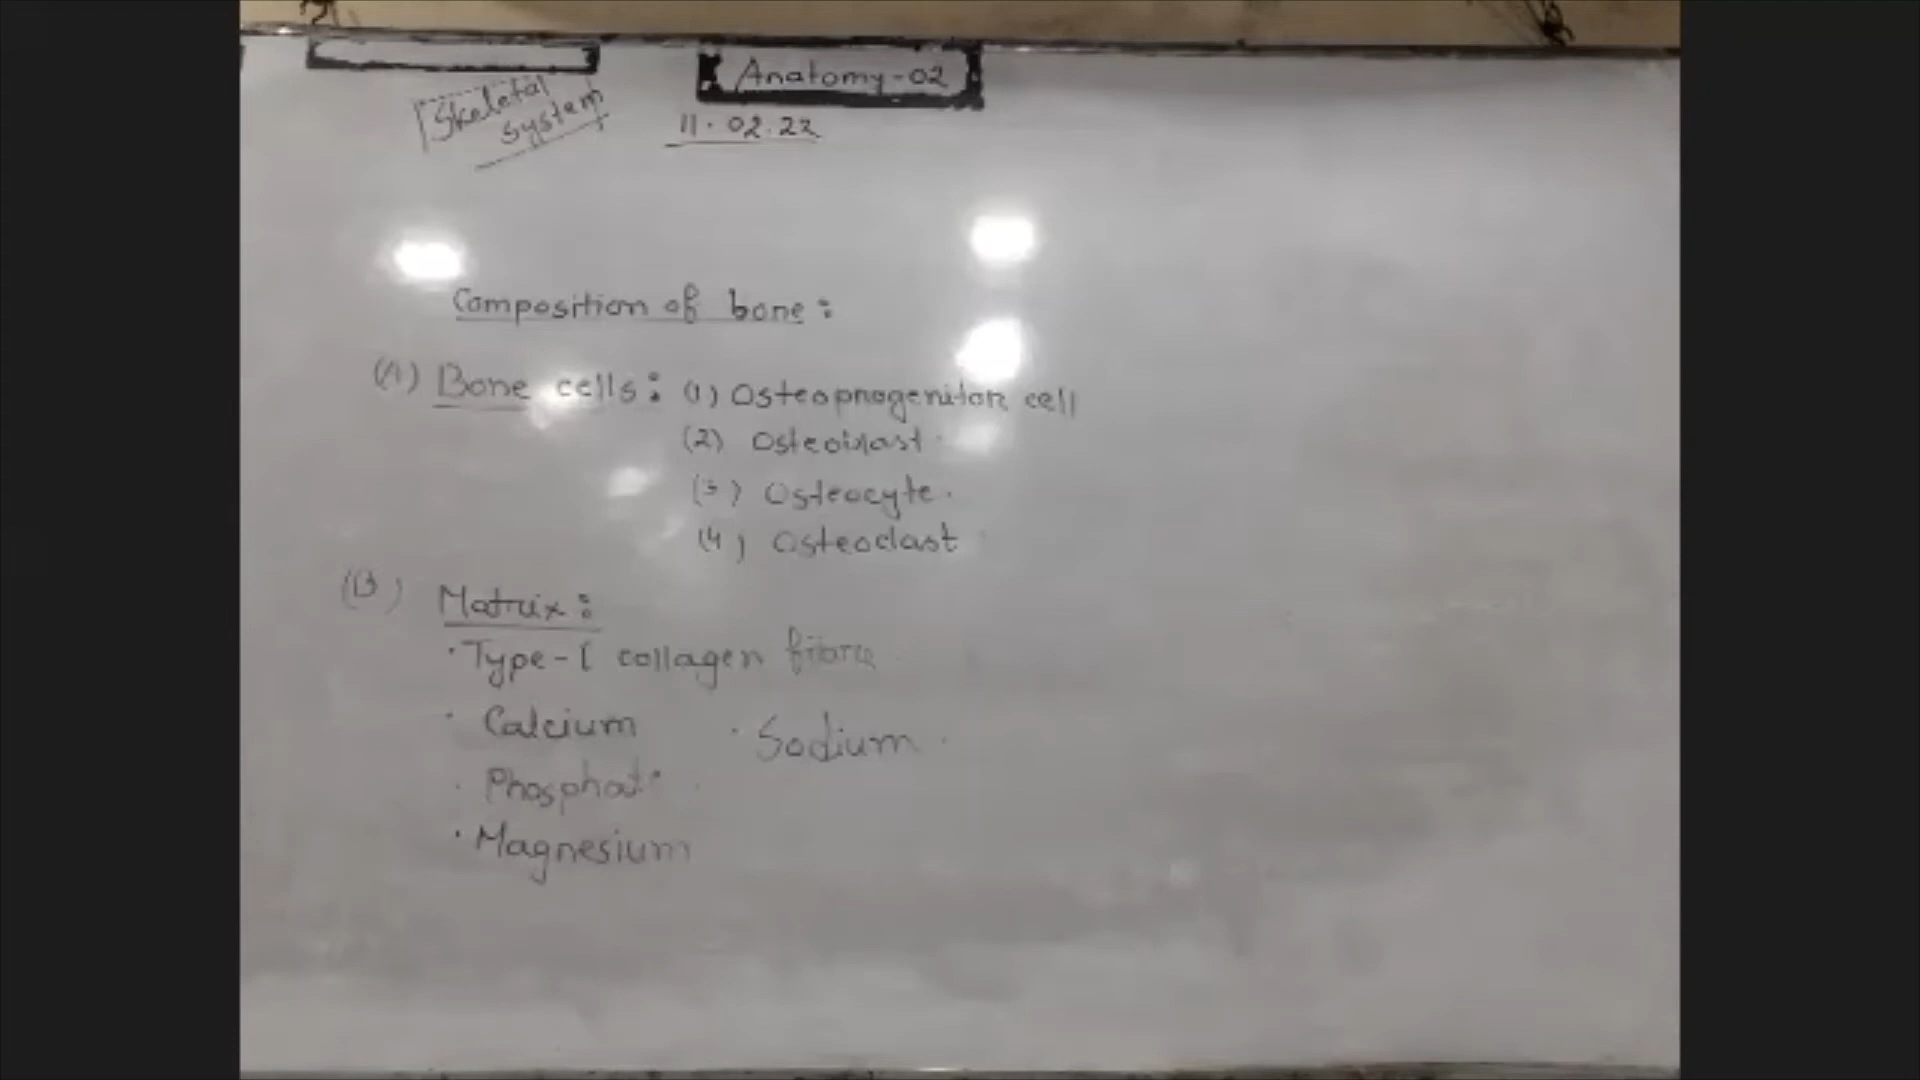 Anatomy-02
Skeletal
system
11.02.22
Composition of bone:
(A) Bone cells: (1) Osteoprogenitor cell
(2) Osteoblast.
(3) Osteocyte.
(4) Osteoclast
(B) Matrix:
• Type-I collagen fibre
• Calcium • Sodium.
• Phosphate
• Magnesium